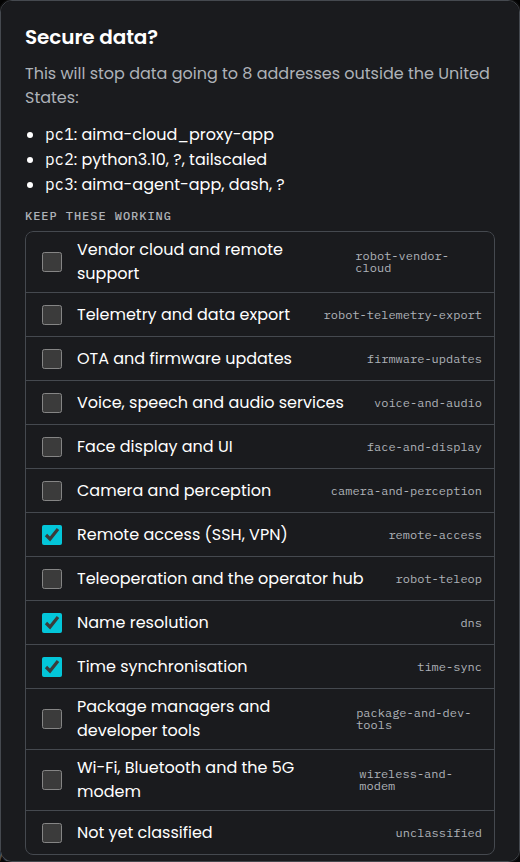 Secure data?
This will stop data going to 8 addresses outside the United
States:
• pc1: aima-cloud_proxy-app
• pc2: python3.10, ?, tailscaled
• pc3: aima-agent-app, dash, ?
KEEP THESE WORKING
Vendor cloud and remote
support
robot-vendor-
cloud
Telemetry and data export robot-telemetry-export
OTA and firmware updates firmware-updates
Voice, speech and audio services voice-and-audio
Face display and UI face-and-display
Camera and perception camera-and-perception
Remote access (SSH, VPN) remote-access
Teleoperation and the operator hub robot-teleop
Name resolution dns
Time synchronisation time-sync
Package managers and
developer tools
package-and-dev-
tools
Wi-Fi, Bluetooth and the 5G
modem
wireless-and-
modem
Not yet classified unclassified